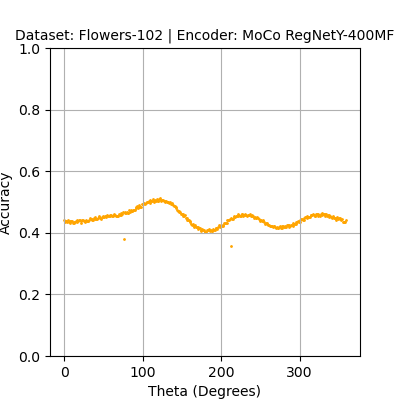 Dataset: Flowers-102 | Encoder: MoCo RegNetY-400MF
1.0
0.8
0.6
0.4
0.2
0.0
Accuracy
0 100 200 300
Theta (Degrees)